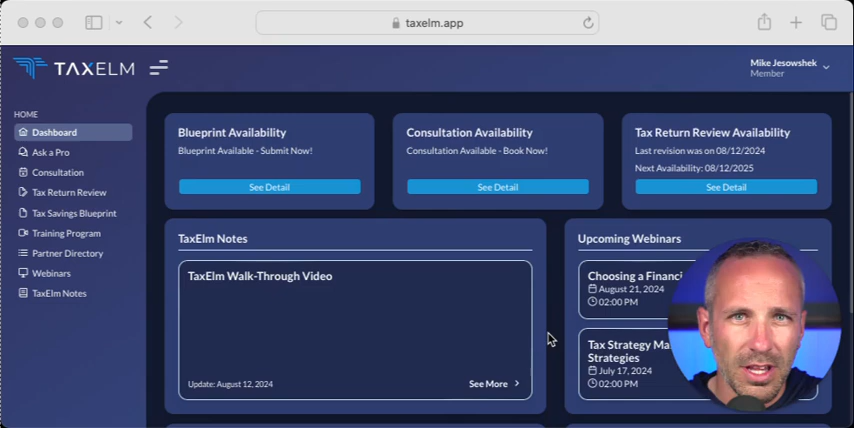 taxelm.app
TAXELM
Mike Jesowshek
Member
HOME
Dashboard
Ask a Pro
Consultation
Tax Return Review
Tax Savings Blueprint
Training Program
Partner Directory
Webinars
TaxElm Notes
Blueprint Availability
Blueprint Available - Submit Now!
See Detail
Consultation Availability
Consultation Available - Book Now!
See Detail
Tax Return Review Availability
Last revision was on 08/12/2024
Next Availability: 08/12/2025
See Detail
TaxElm Notes
TaxElm Walk-Through Video
Update: August 12, 2024
See More
Upcoming Webinars
Choosing a
August 21, 2024
02:00 PM
Tax Strategy
Strategies
July 17, 2024
02:00 PM